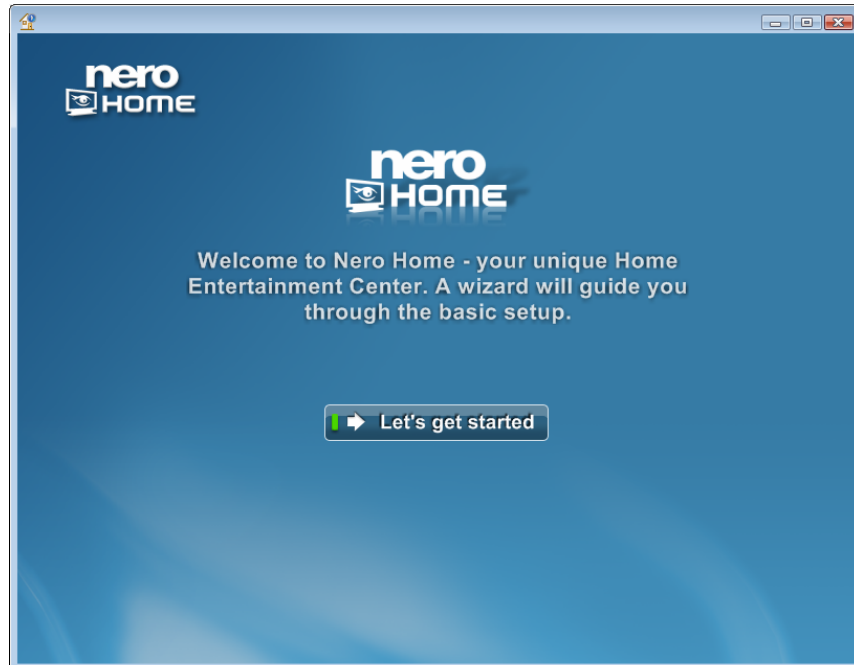 nero
HOME
nero
HOME
Welcome to Nero Home - your unique Home
Entertainment Center. A wizard will guide you
through the basic setup.
Let's get started